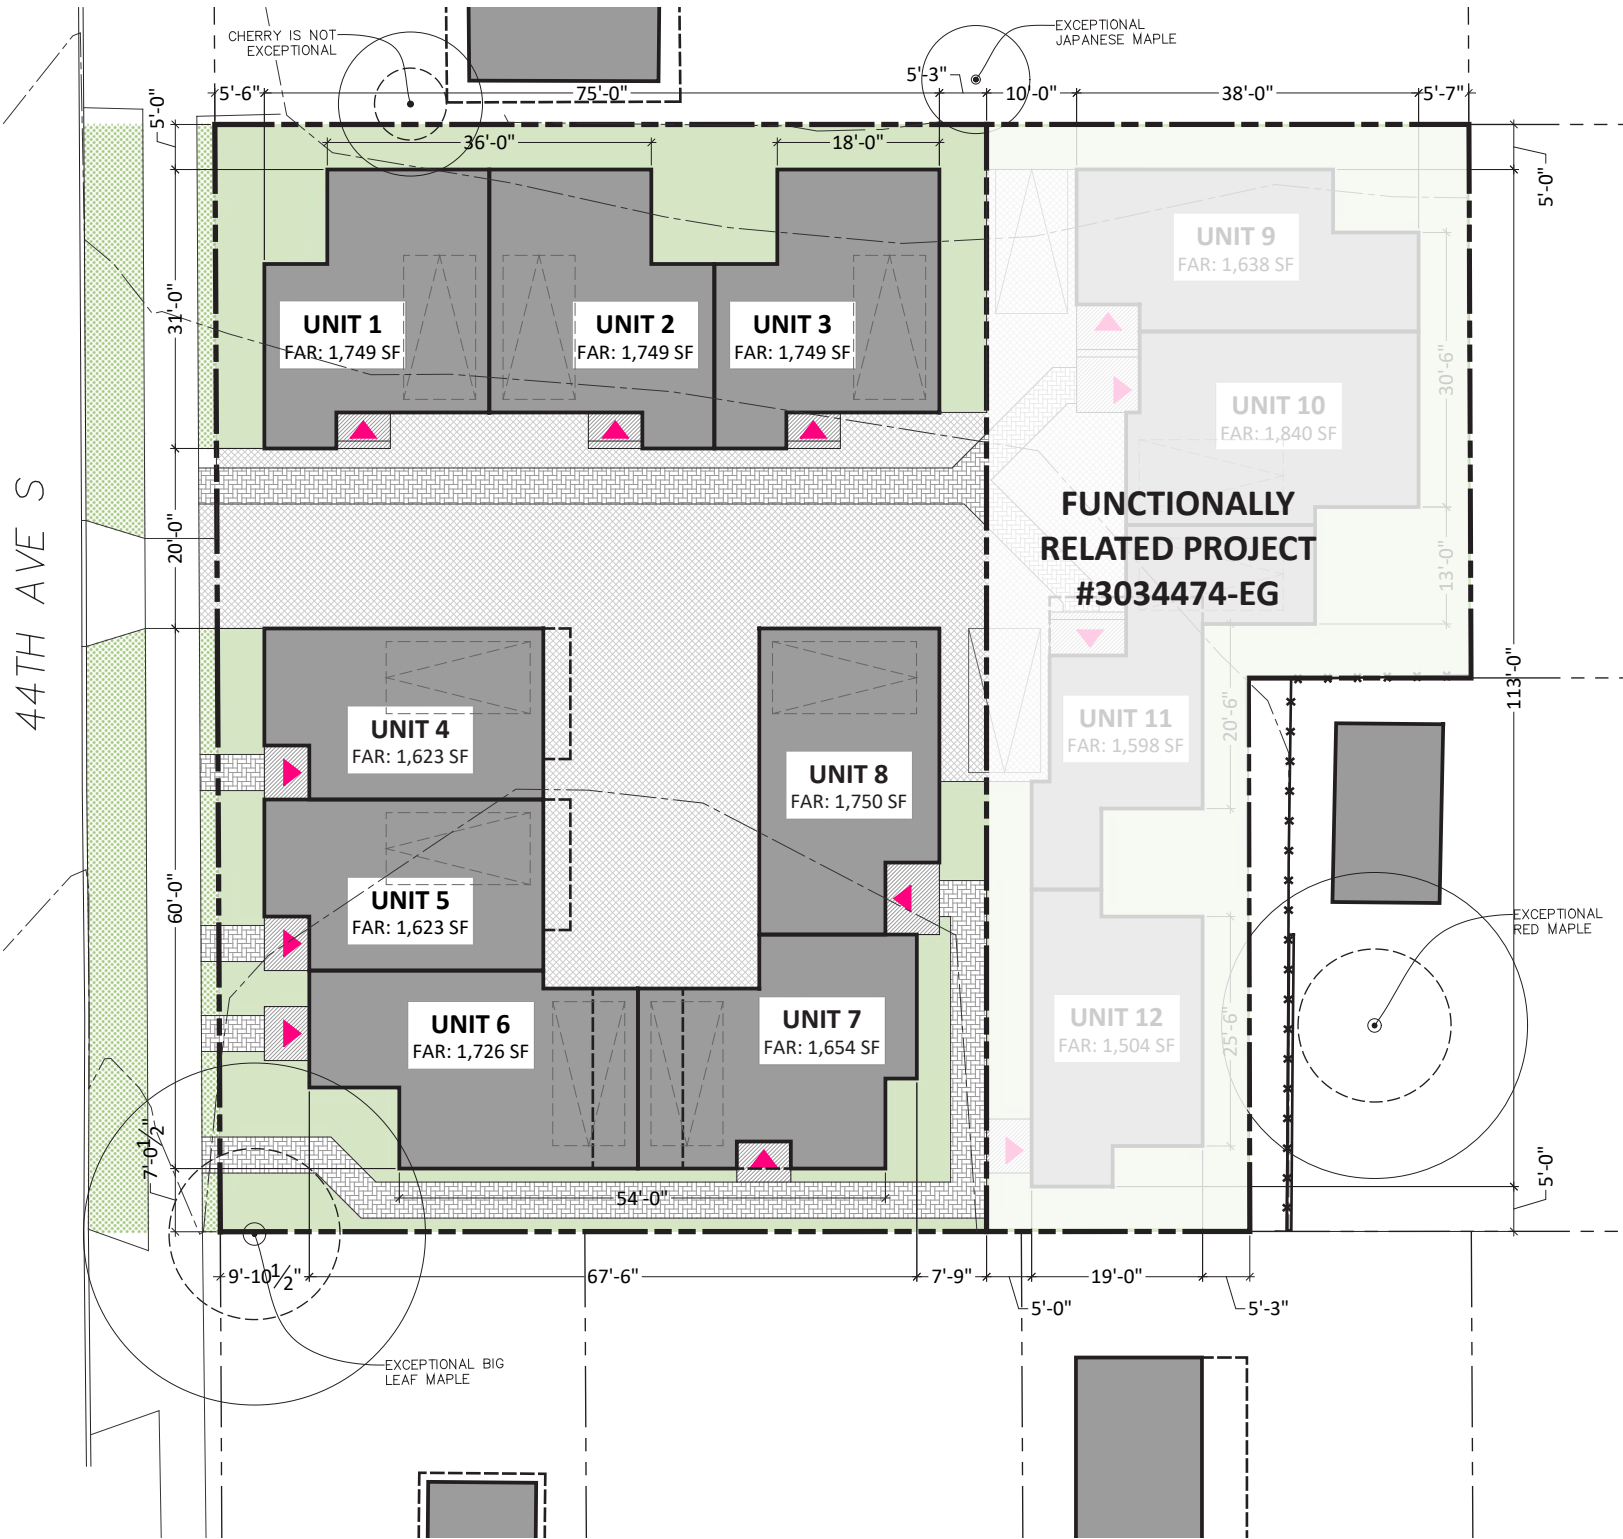 CHERRY IS NOT
EXCEPTIONAL
EXCEPTIONAL
JAPANESE MAPLE
5'-3"
5'-6"
75'-0"
10'-0"
38'-0"
5'-7"
5'-0"
36'-0"
18'-0"
5'-0"
UNIT 9
FAR: 1,638 SF
31'-0"
UNIT 1
FAR: 1,749 SF
UNIT 2
FAR: 1,749 SF
UNIT 3
FAR: 1,749 SF
30'-6"
UNIT 10
FAR: 1,840 SF
44TH AVE S
20'-0"
FUNCTIONALLY
RELATED PROJECT
#3034474-EG
13'-0"
113'-0"
UNIT 4
FAR: 1,623 SF
UNIT 8
FAR: 1,750 SF
UNIT 11
FAR: 1,598 SF
20'-6"
60'-0"
UNIT 5
FAR: 1,623 SF
EXCEPTIONAL
RED MAPLE
UNIT 6
FAR: 1,726 SF
UNIT 7
FAR: 1,654 SF
UNIT 12
FAR: 1,504 SF
25'-6"
7'-0 1/2"
54'-0"
5'-0"
9'-10 1/2"
67'-6"
7'-9"
19'-0"
5'-0"
5'-3"
EXCEPTIONAL BIG
LEAF MAPLE